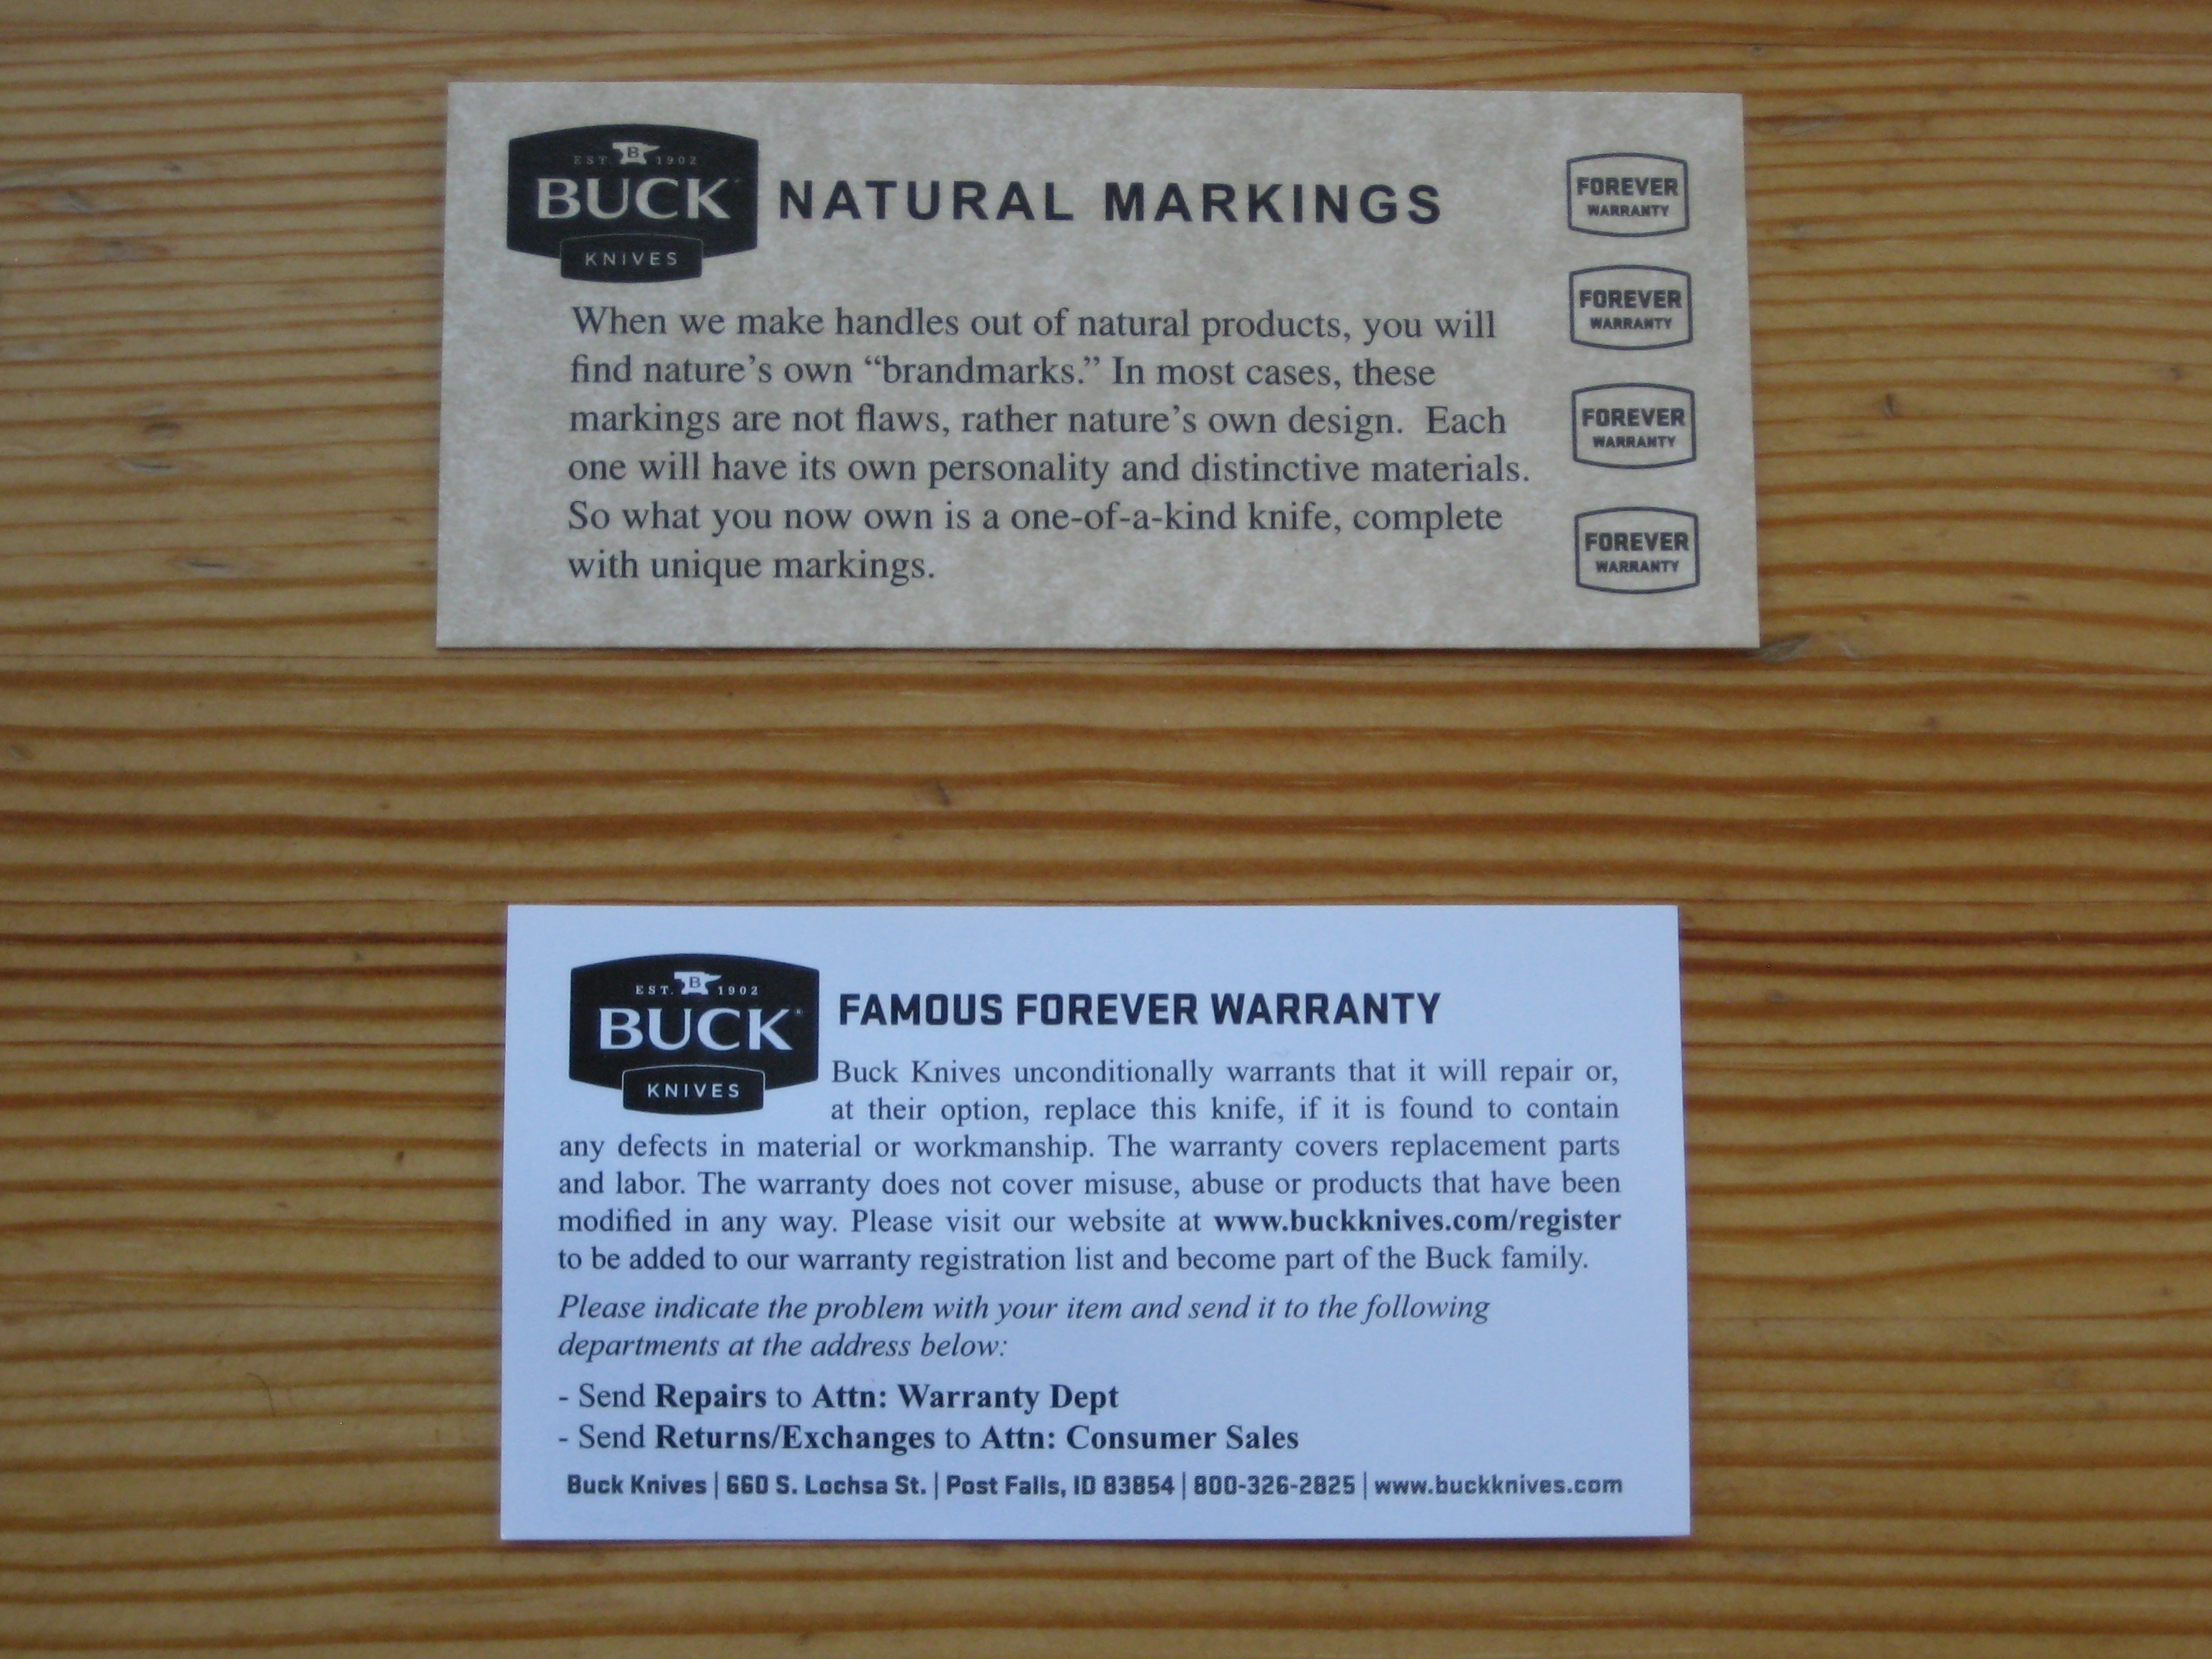 EST. B 1902
BUCK
KNIVES
NATURAL MARKINGS
When we make handles out of natural products, you will
find nature's own “brandmarks.” In most cases, these
markings are not flaws, rather nature's own design.  Each
one will have its own personality and distinctive materials.
So what you now own is a one-of-a-kind knife, complete
with unique markings.
FOREVER
WARRANTY
FOREVER
WARRANTY
FOREVER
WARRANTY
FOREVER
WARRANTY
EST. B 1902
BUCK®
KNIVES
FAMOUS FOREVER WARRANTY
Buck Knives unconditionally warrants that it will repair or,
at their option, replace this knife, if it is found to contain
any defects in material or workmanship. The warranty covers replacement parts
and labor. The warranty does not cover misuse, abuse or products that have been
modified in any way. Please visit our website at www.buckknives.com/register
to be added to our warranty registration list and become part of the Buck family.
Please indicate the problem with your item and send it to the following
departments at the address below:
- Send Repairs to Attn: Warranty Dept
- Send Returns/Exchanges to Attn: Consumer Sales
Buck Knives | 660 S. Lochsa St. | Post Falls, ID 83854 | 800-326-2825 | www.buckknives.com